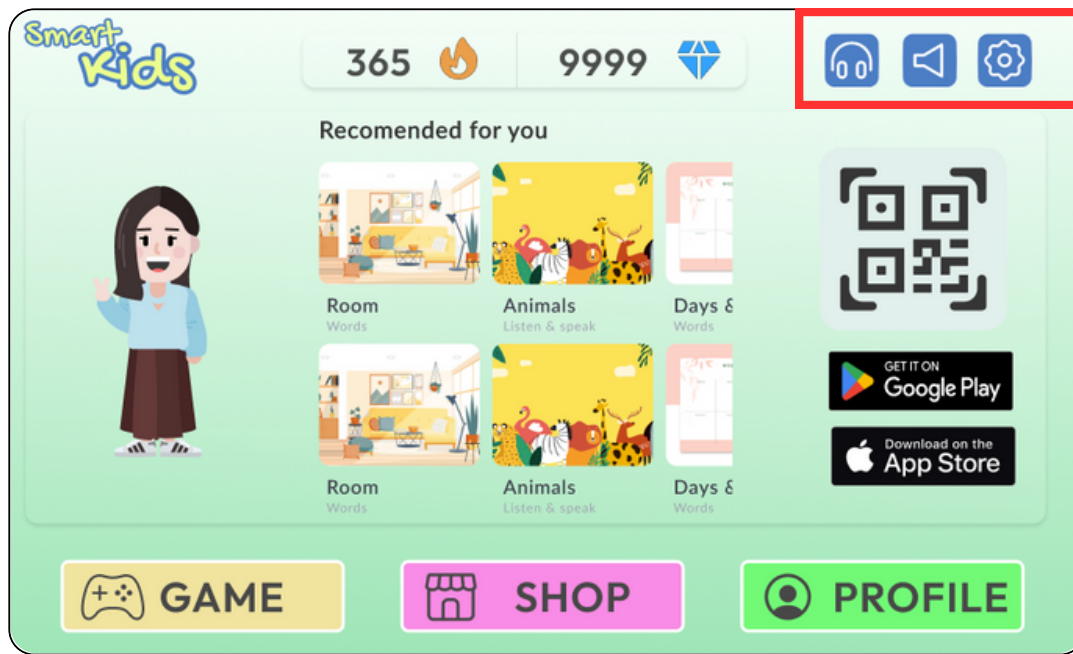 Smart
Kids
365
9999
Recomended for you
Room
Words
Animals
Listen & speak
Days &
Words
Room
Words
Animals
Listen & speak
Days &
Words
GET IT ON
Google Play
Download on the
App Store
GAME
SHOP
PROFILE